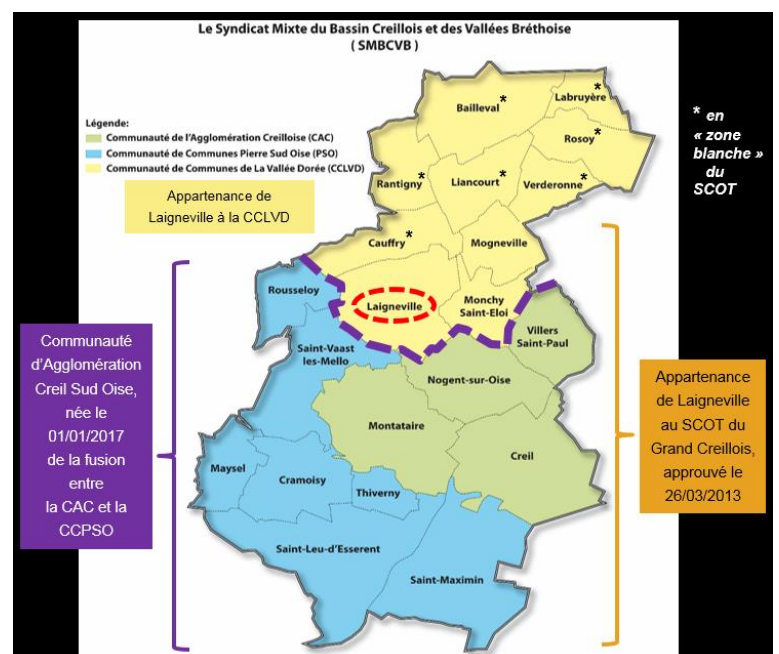 Le Syndicat Mixte du Bassin Creillois et des Vallées Bréthoise
( SMBCVB )
Légende:
Communauté de l'Agglomération Creilloise (CAC)
Communauté de Communes Pierre Sud Oise (PSO)
Communauté de Communes de La Vallée Dorée (CCLVD)
Appartenance de
Laigneville à la CCLVD
* en
« zone
blanche »
du
SCOT
Bailleval*
Labruyère*
Rosoy*
Rantigny*
Liancourt*
Verderonne*
Cauffry*
Mogneville
Rousseloy
Laigneville
Monchy
Saint-Eloi
Villers
Saint-Paul
Saint-Vaast
les-Mello
Nogent-sur-Oise
Montataire
Creil
Maysel
Cramoisy
Thiverny
Saint-Leu-d'Esserent
Saint-Maximin
Communauté
d'Agglomération
Creil Sud Oise,
née le
01/01/2017
de la fusion
entre
la CAC et la
CCPSO
Appartenance
de Laigneville
au SCOT du
Grand Creillois,
approuvé le
26/03/2013